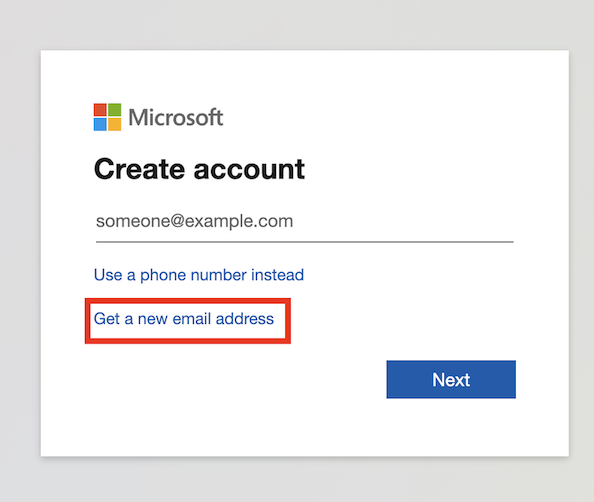 Microsoft
Create account
someone@example.com
Use a phone number instead
Get a new email address
Next